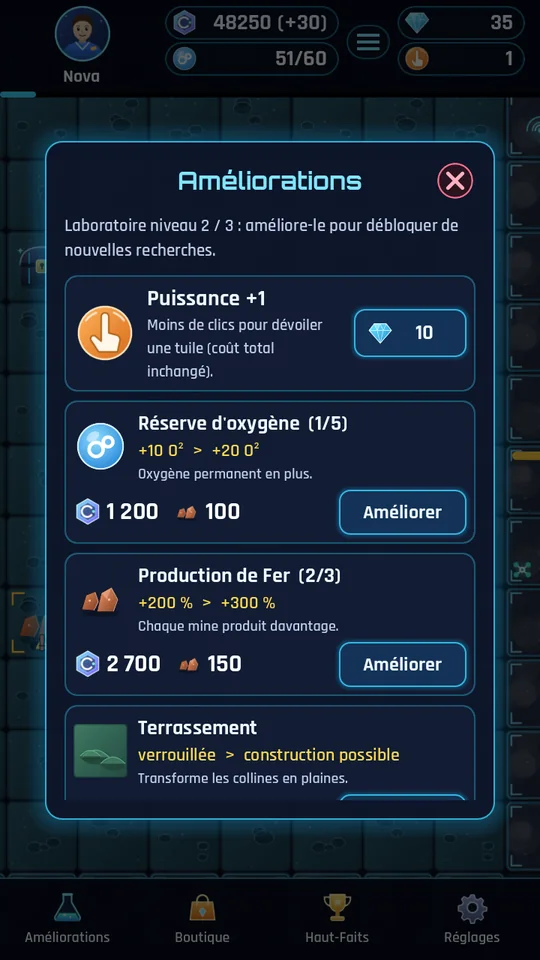 48250 (+30)
35
51/60
1
Nova
Améliorations
Laboratoire niveau 2 / 3 : améliore-le pour débloquer de
nouvelles recherches.
Puissance +1
Moins de clics pour dévoiler
une tuile (coût total
inchangé).
10
Réserve d'oxygène (1/5)
+10 O² > +20 O²
Oxygène permanent en plus.
1 200 100
Améliorer
Production de Fer (2/3)
+200 % > +300 %
Chaque mine produit davantage.
2 700 150
Améliorer
Terrassement
verrouillée > construction possible
Transforme les collines en plaines.
Améliorations
Boutique
Haut-Faits
Réglages